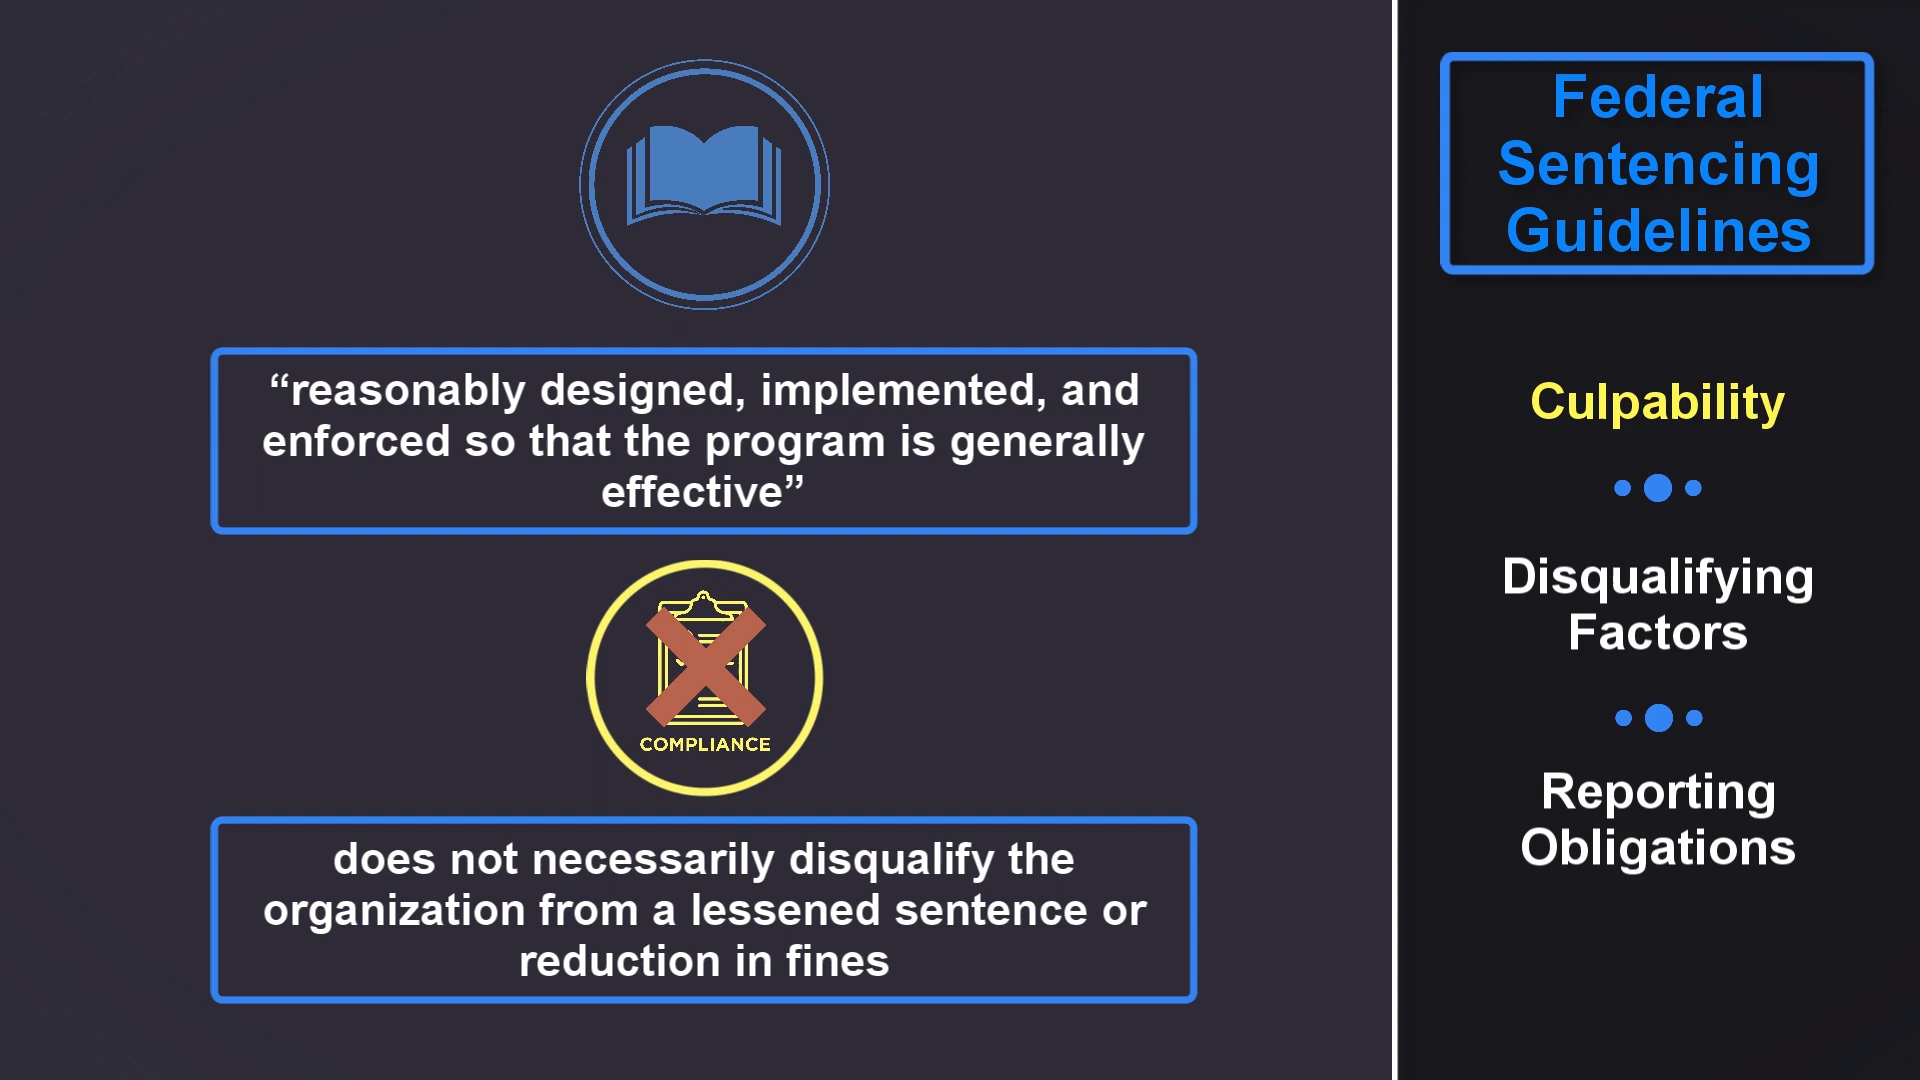 “reasonably designed, implemented, and
enforced so that the program is generally
effective”
COMPLIANCE
does not necessarily disqualify the
organization from a lessened sentence or
reduction in fines
Federal
Sentencing
Guidelines
Culpability
Disqualifying
Factors
Reporting
Obligations